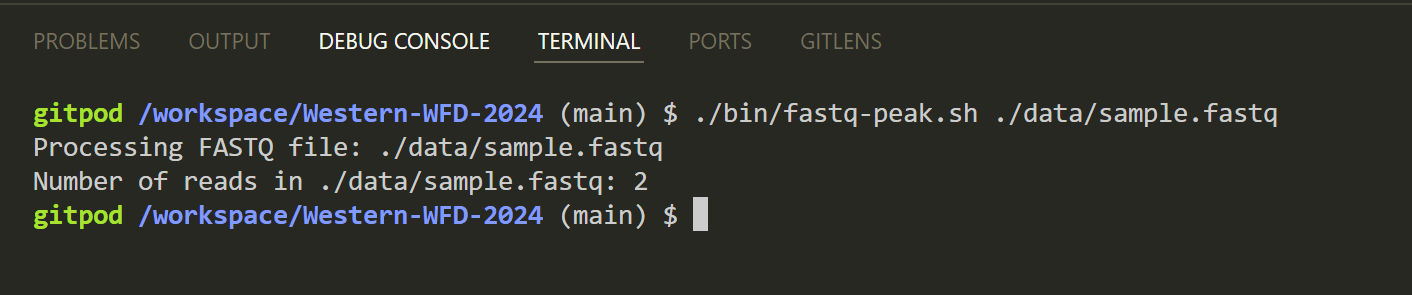 PROBLEMS OUTPUT DEBUG CONSOLE TERMINAL PORTS GITLENS
gitpod /workspace/Western-WFD-2024 (main) $ ./bin/fastq-peak.sh ./data/sample.fastq
Processing FASTQ file: ./data/sample.fastq
Number of reads in ./data/sample.fastq: 2
gitpod /workspace/Western-WFD-2024 (main) $